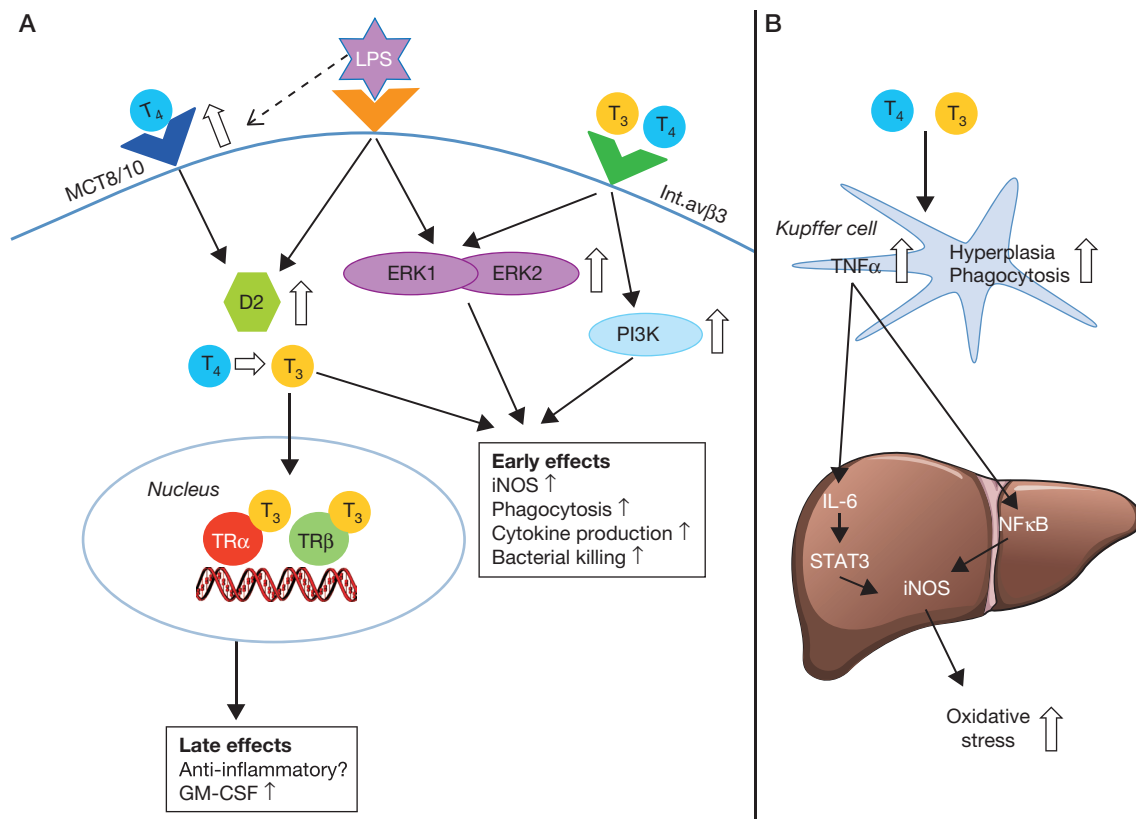 A
LPS
T4
MCT8/10
T3
T4
Int.avβ3
ERK1
ERK2
D2
PI3K
T4
T3
Nucleus
T3
T3
TRα
TRβ
Early effects
iNOS ↑
Phagocytosis ↑
Cytokine production ↑
Bacterial killing ↑
Late effects
Anti-inflammatory?
GM-CSF ↑
B
T4
T3
Kupffer cell
TNFα
Hyperplasia
Phagocytosis
IL-6
NFκB
STAT3
iNOS
Oxidative
stress